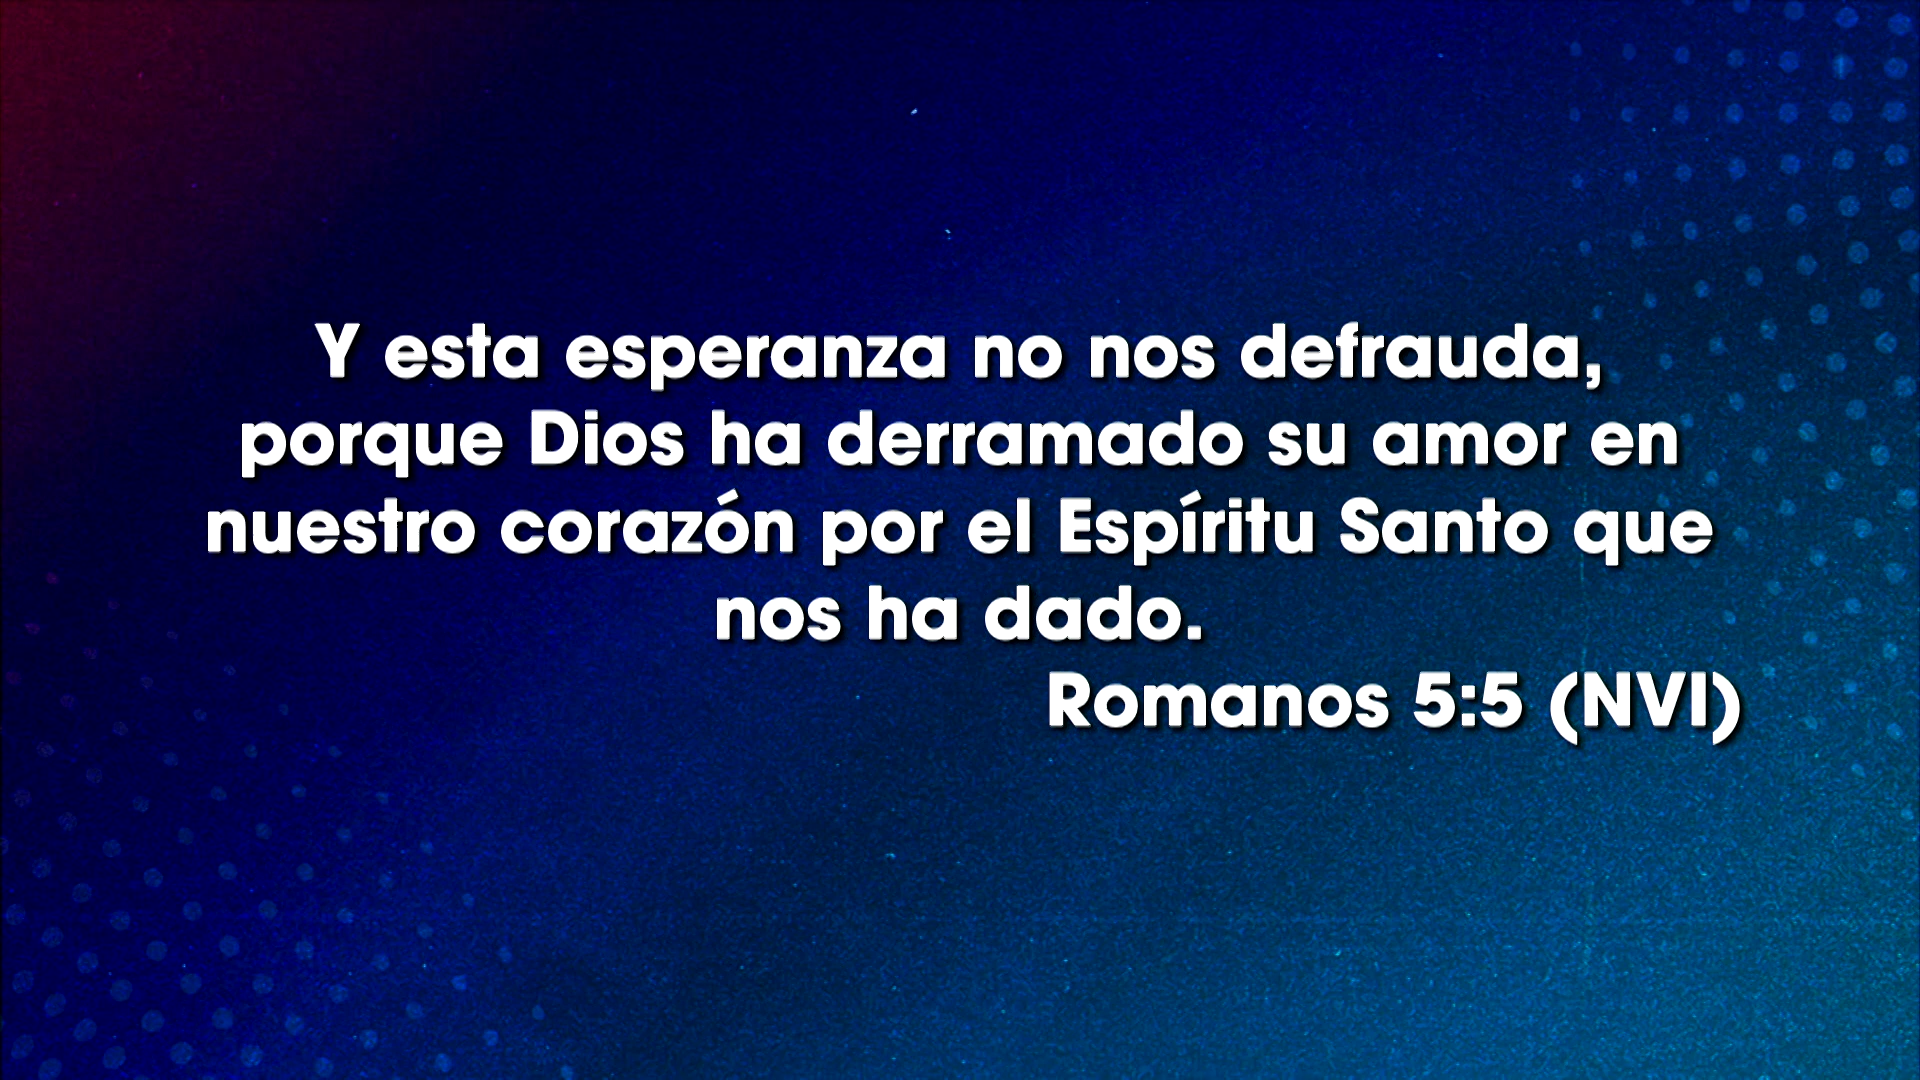 Y esta esperanza no nos defrauda,
porque Dios ha derramado su amor en
nuestro corazón por el Espíritu Santo que
nos ha dado.
Romanos 5:5 (NVI)